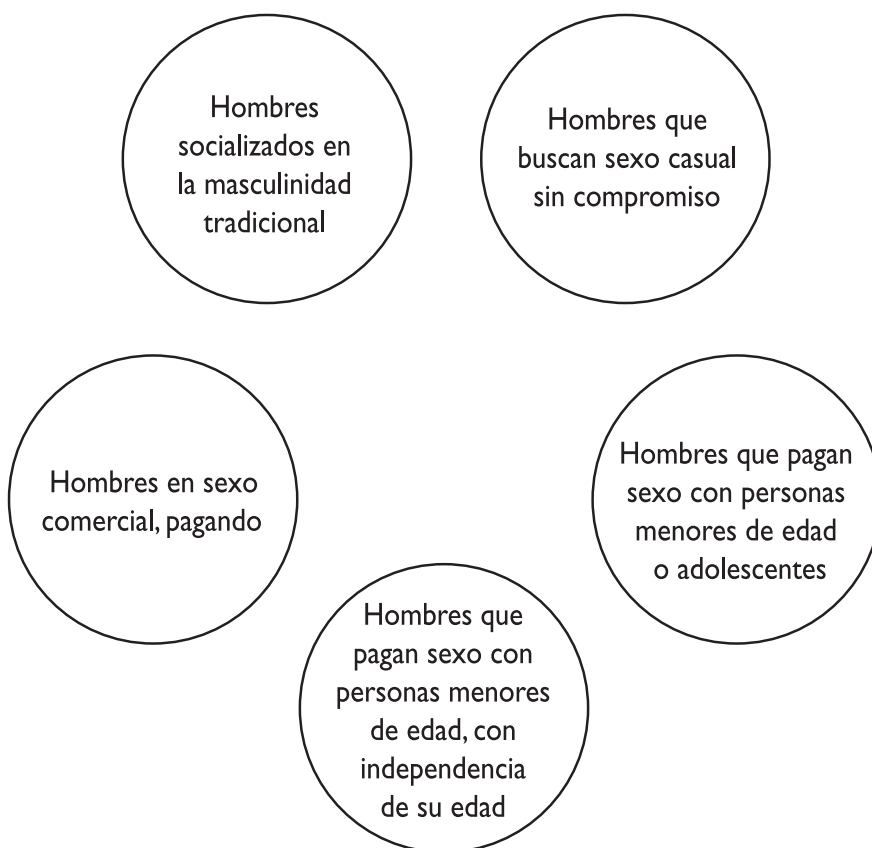 Hombres
socializados en
la masculinidad
tradicional
Hombres que
buscan sexo casual
sin compromiso
Hombres en sexo
comercial, pagando
Hombres que pagan
sexo con personas
menores de edad
o adolescentes
Hombres que
pagan sexo con
personas menores
de edad, con
independencia
de su edad